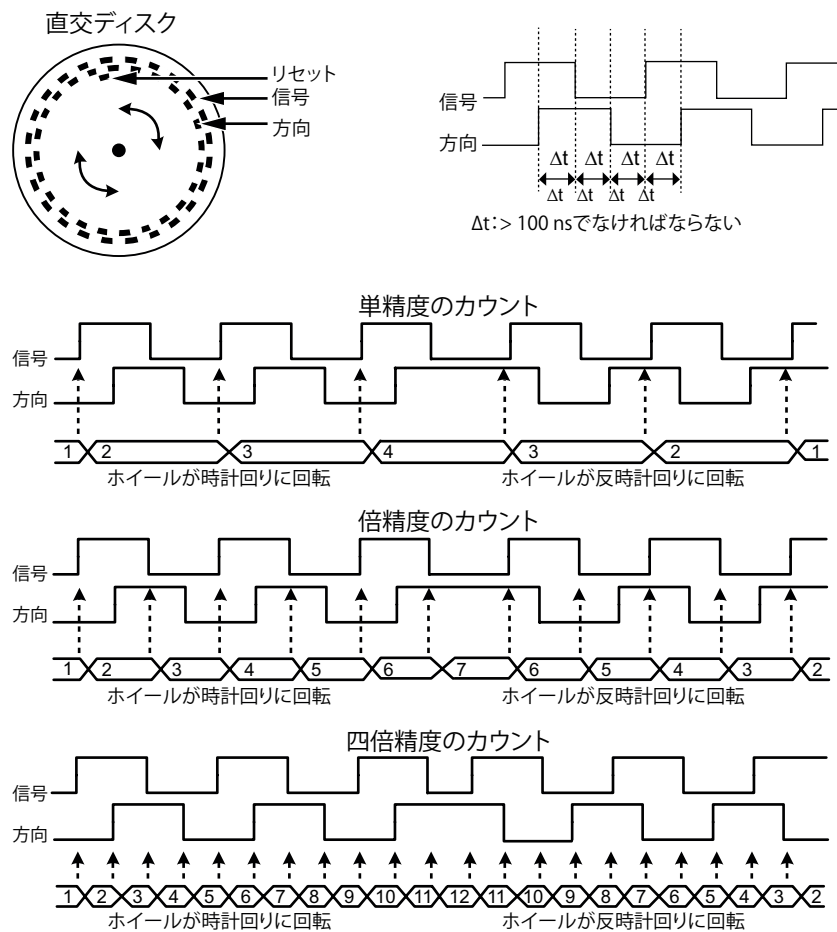 直交ディスク
リセット
信号
方向
信号
方向
Δt Δt Δt Δt
Δt Δt Δt Δt
Δt:> 100 nsでなければならない
単精度のカウント
信号
方向
1 2 3 4 3 2 1
ホイールが時計回りに回転 ホイールが反時計回りに回転
倍精度のカウント
信号
方向
1 2 3 4 5 6 7 6 5 4 3 2
ホイールが時計回りに回転 ホイールが反時計回りに回転
四倍精度のカウント
信号
方向
1 2 3 4 5 6 7 8 9 10 11 12 11 10 9 8 7 6 5 4 3 2
ホイールが時計回りに回転 ホイールが反時計回りに回転